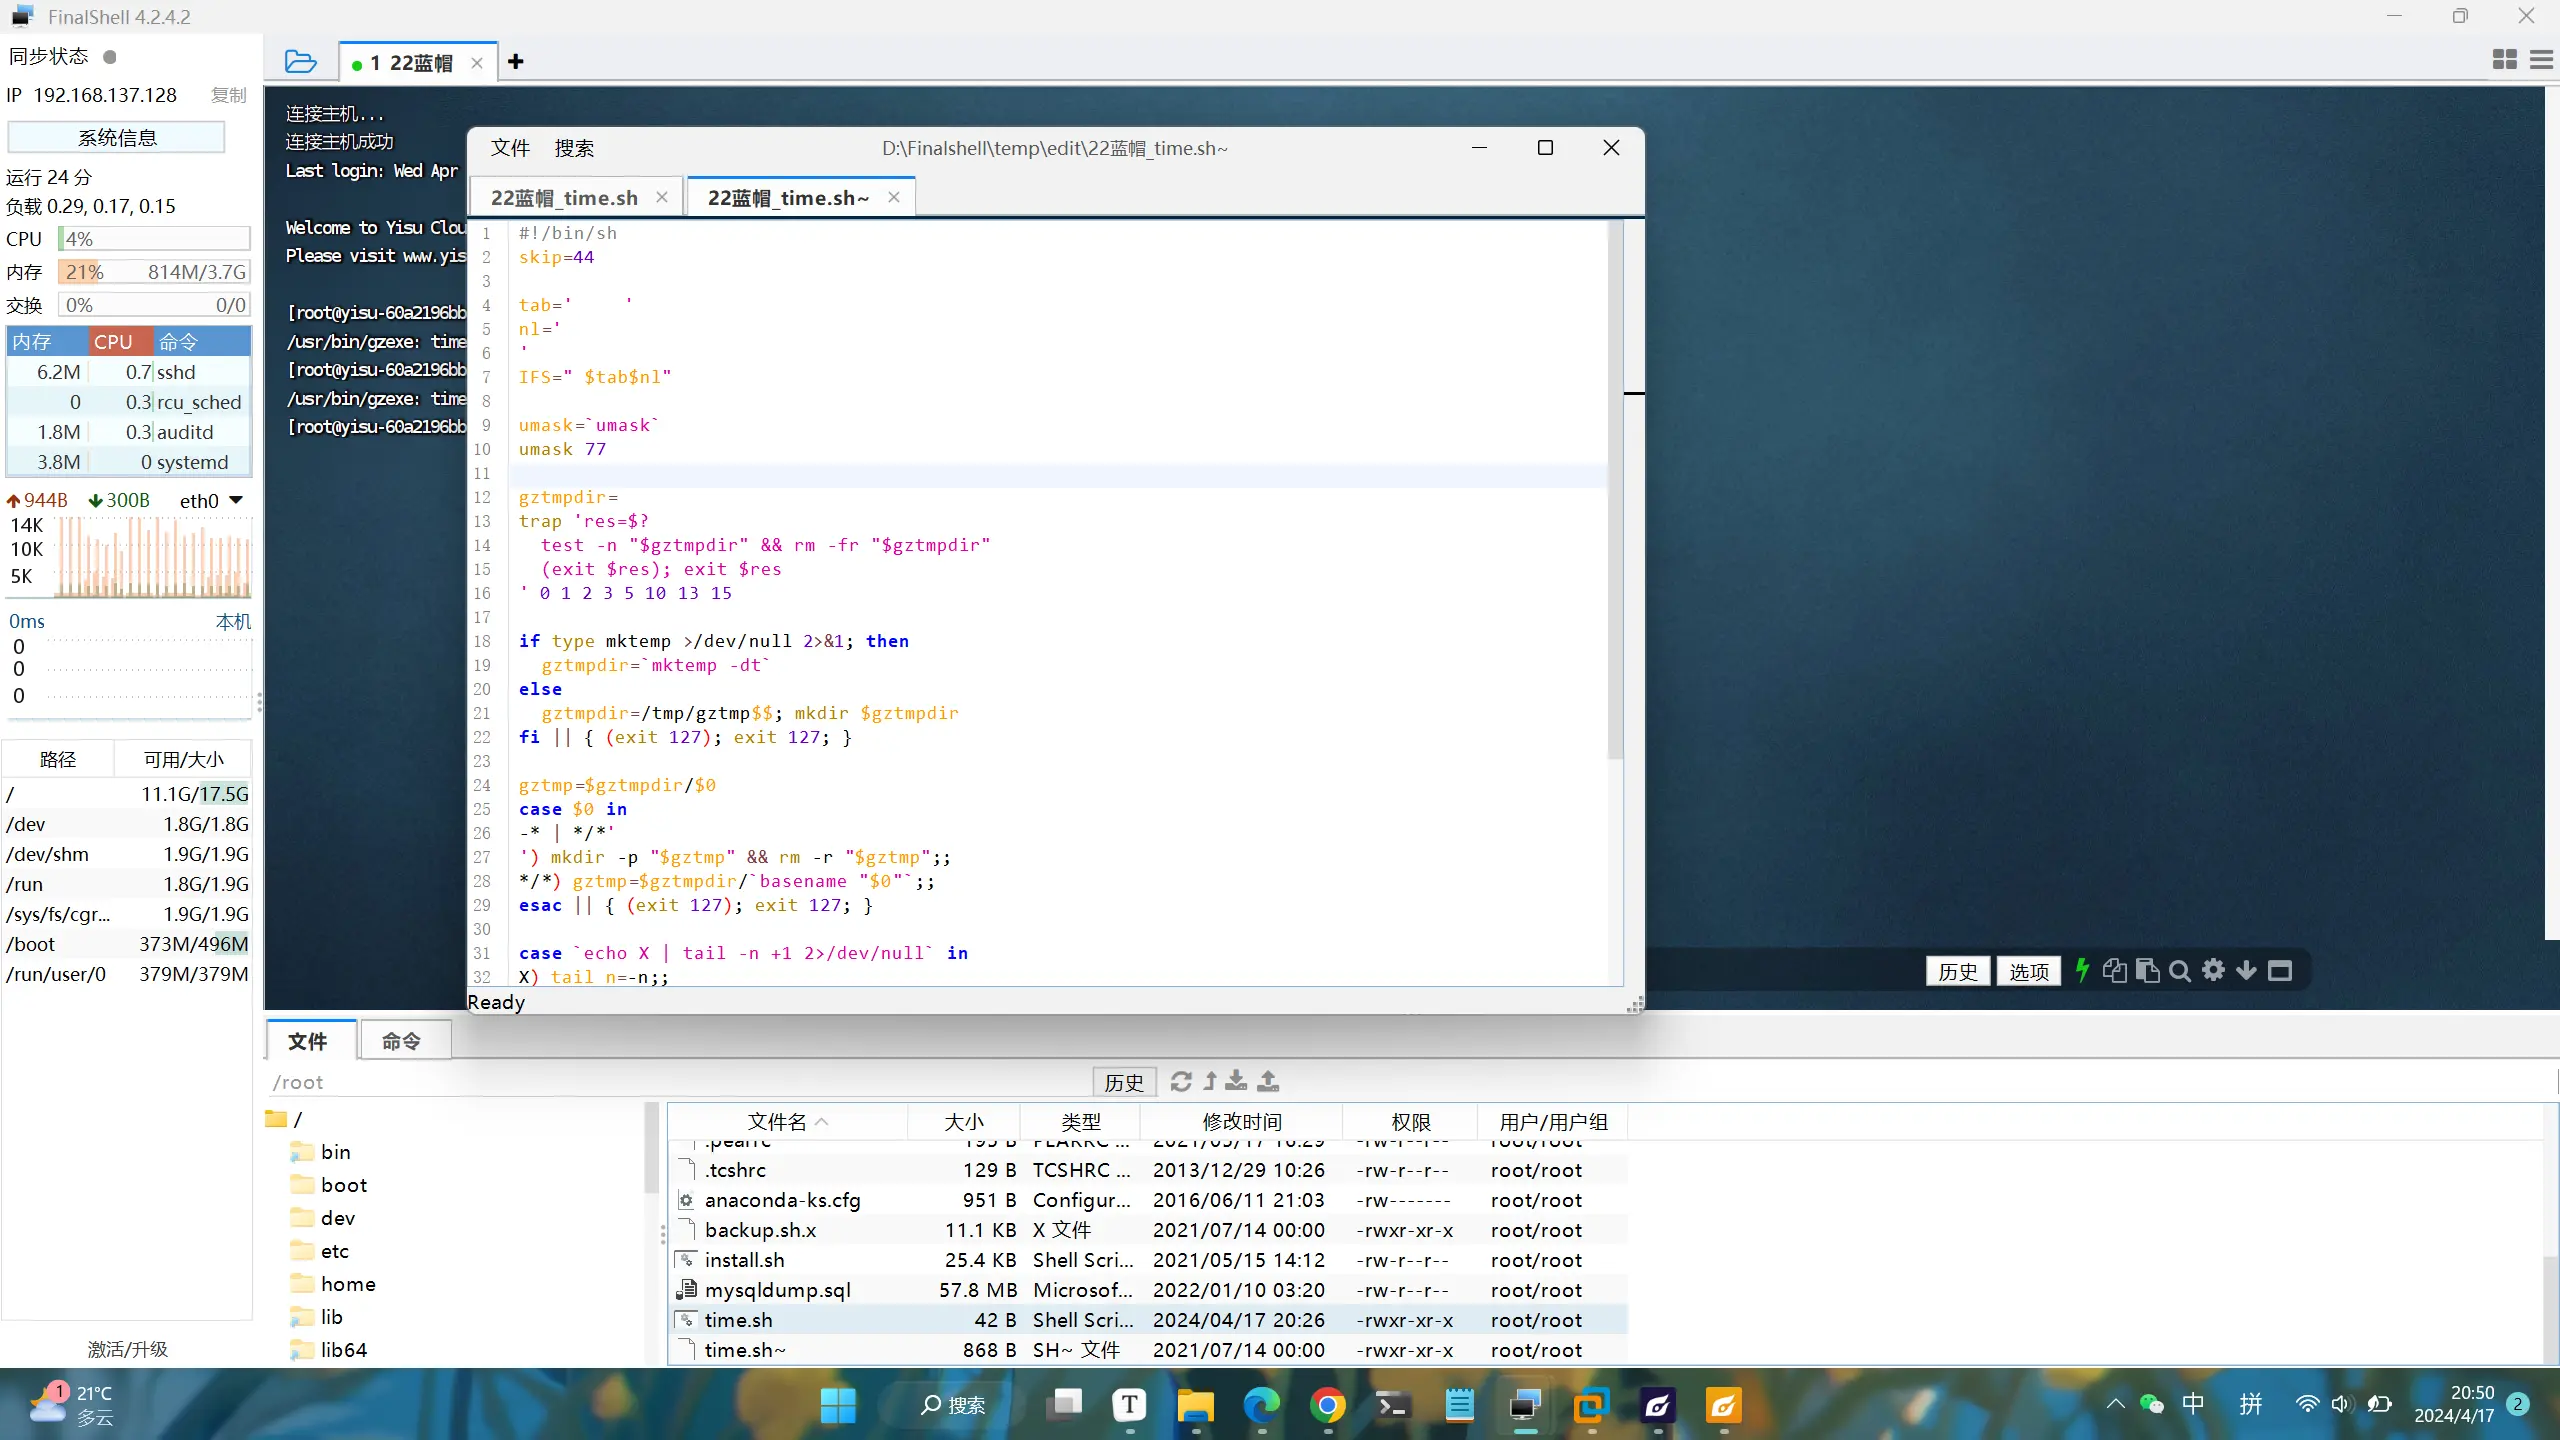 FinalShell 4.2.4.2
同步状态
IP 192.168.137.128 复制
系统信息
运行 24 分
负载 0.29, 0.17, 0.15
CPU 4%
内存 21% 814M/3.7G
交换 0% 0/0
内存 CPU 命令
6.2M 0.7 sshd
0 0.3 rcu_sched
1.8M 0.3 auditd
3.8M 0 systemd
944B 300B eth0
14K
10K
5K
0ms 本机
0
0
0
路径 可用/大小
/ 11.1G/17.5G
/dev 1.8G/1.8G
/dev/shm 1.9G/1.9G
/run 1.8G/1.9G
/sys/fs/cgr... 1.9G/1.9G
/boot 373M/496M
/run/user/0 379M/379M
激活/升级
1 22蓝帽
连接主机...
连接主机成功
Last login: Wed Apr
Welcome to Yisu Clou
Please visit www.yis
[root@yisu-60a2196bb
/usr/bin/gzexe: time
[root@yisu-60a2196bb
/usr/bin/gzexe: time
[root@yisu-60a2196bb
文件 搜索 D:\Finalshell\temp\edit\22蓝帽_time.sh~
22蓝帽_time.sh 22蓝帽_time.sh~
1 #!/bin/sh
2 skip=44
3
4 tab='     '
5 nl='
6 '
7 IFS=" $tab$nl"
8
9 umask=`umask`
10 umask 77
11
12 gztmpdir=
13 trap 'res=$?
14   test -n "$gztmpdir" && rm -fr "$gztmpdir"
15   (exit $res); exit $res
16 ' 0 1 2 3 5 10 13 15
17
18 if type mktemp >/dev/null 2>&1; then
19   gztmpdir=`mktemp -dt`
20 else
21   gztmpdir=/tmp/gztmp$$; mkdir $gztmpdir
22 fi || { (exit 127); exit 127; }
23
24 gztmp=$gztmpdir/$0
25 case $0 in
26 -* | */*'
27 ') mkdir -p "$gztmp" && rm -r "$gztmp";;
28 */*) gztmp=$gztmpdir/`basename "$0"`;;
29 esac || { (exit 127); exit 127; }
30
31 case `echo X | tail -n +1 2>/dev/null` in
32 X) tail n=-n;;
Ready
历史 选项
文件 命令
/root 历史
/
bin
boot
dev
etc
home
lib
lib64
文件名 大小 类型 修改时间 权限 用户/用户组
.pearrc 195 B PEARRC ... 2021/05/17 16:29 -rw-r--r-- root/root
.tcshrc 129 B TCSHRC ... 2013/12/29 10:26 -rw-r--r-- root/root
anaconda-ks.cfg 951 B Configur... 2016/06/11 21:03 -rw------- root/root
backup.sh.x 11.1 KB X 文件 2021/07/14 00:00 -rwxr-xr-x root/root
install.sh 25.4 KB Shell Scri... 2021/05/15 14:12 -rw-r--r-- root/root
mysqldump.sql 57.8 MB Microsof... 2022/01/10 03:20 -rw-r--r-- root/root
time.sh 42 B Shell Scri... 2024/04/17 20:26 -rwxr-xr-x root/root
time.sh~ 868 B SH~ 文件 2021/07/14 00:00 -rwxr-xr-x root/root
1 21°C
多云
搜索
T
中 拼
20:50
2024/4/17
2